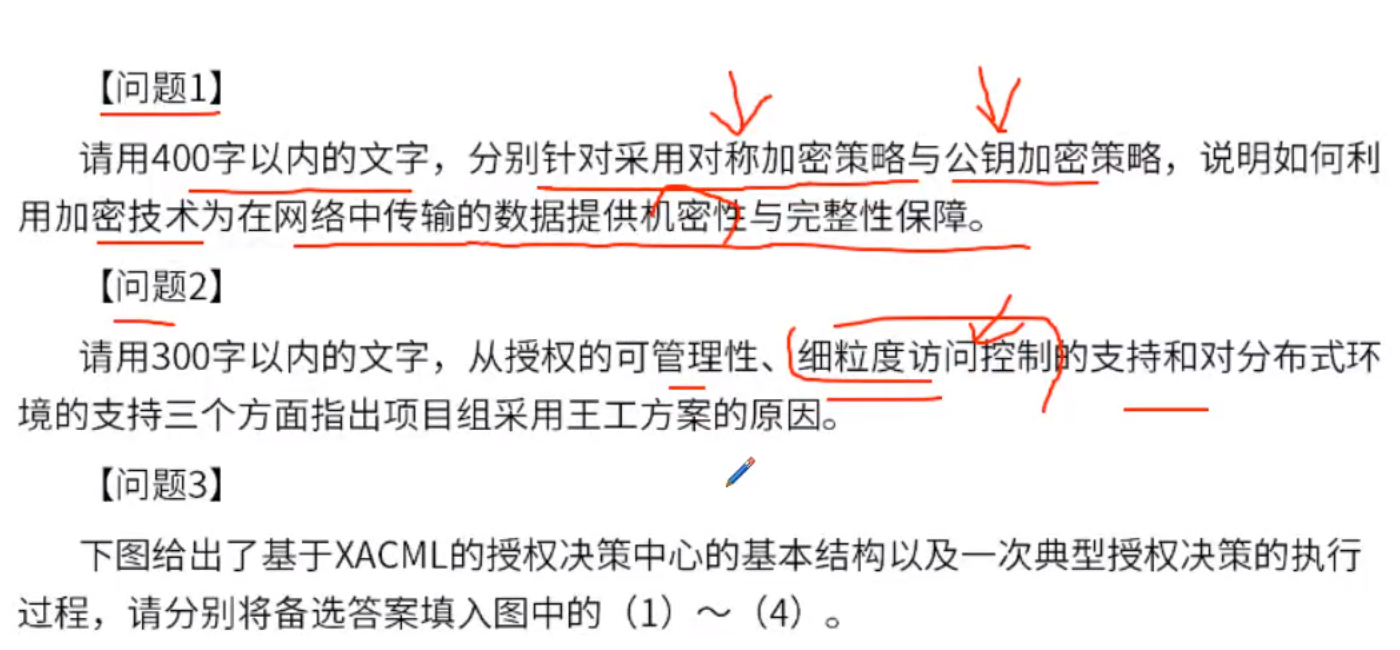 【问题1】
请用400字以内的文字，分别针对采用对称加密策略与公钥加密策略，说明如何利
用加密技术为在网络中传输的数据提供机密性与完整性保障。
【问题2】
请用300字以内的文字，从授权的可管理性、细粒度访问控制的支持和对分布式环
境的支持三个方面指出项目组采用王工方案的原因。
【问题3】
下图给出了基于XACML的授权决策中心的基本结构以及一次典型授权决策的执行
过程，请分别将备选答案填入图中的（1）～（4）。